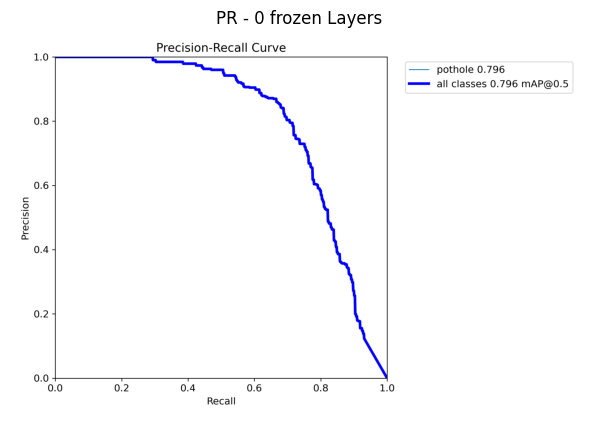 PR - 0 frozen Layers
Precision-Recall Curve
pothole 0.796
all classes 0.796 mAP@0.5
1.0
0.8
0.6
0.4
0.2
0.0
Precision
0.0 0.2 0.4 0.6 0.8 1.0
Recall